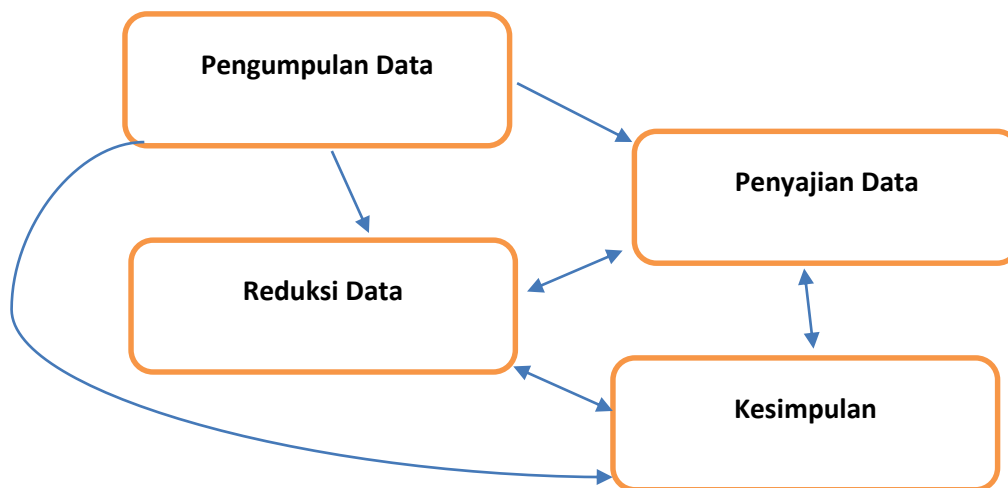 Pengumpulan Data
Penyajian Data
Reduksi Data
Kesimpulan